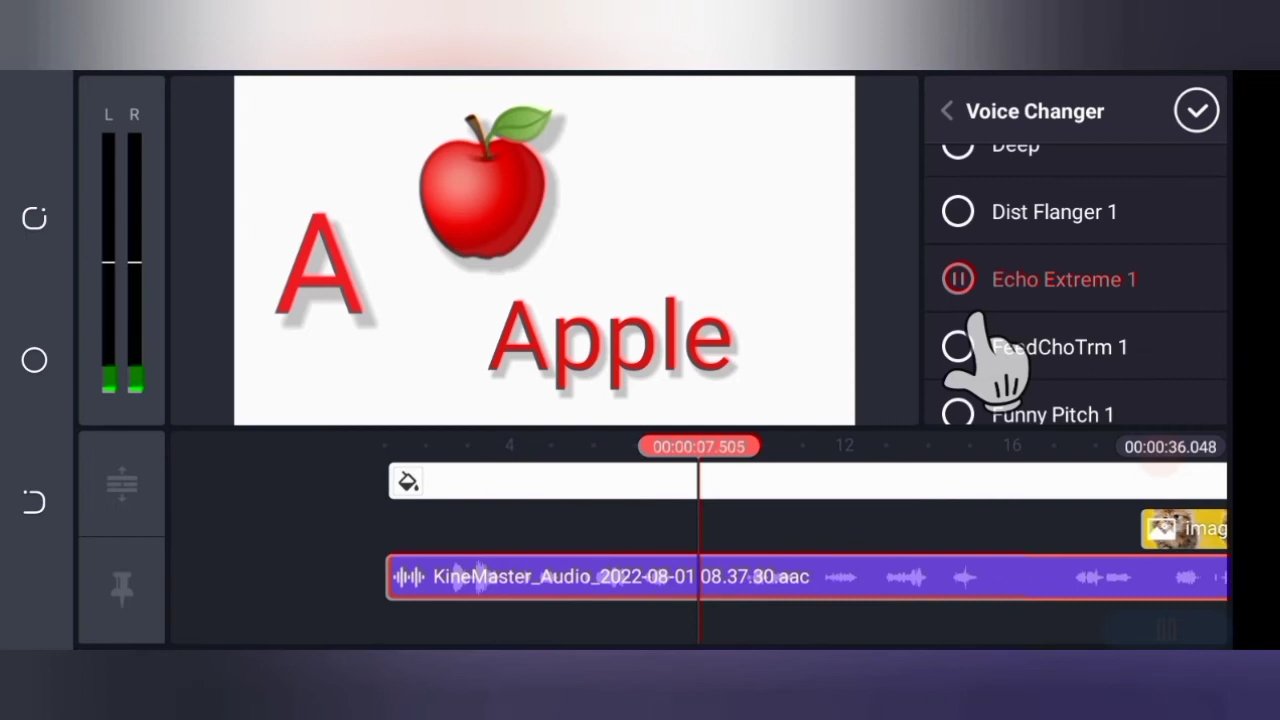 L R
Voice Changer
Deep
Dist Flanger 1
Echo Extreme 1
FeedChoTrm 1
Funny Pitch 1
A
Apple
4
00:00:07.505
12
16
00:00:36.048
imag
KineMaster_Audio_2022-08-01 08.37.30.aac